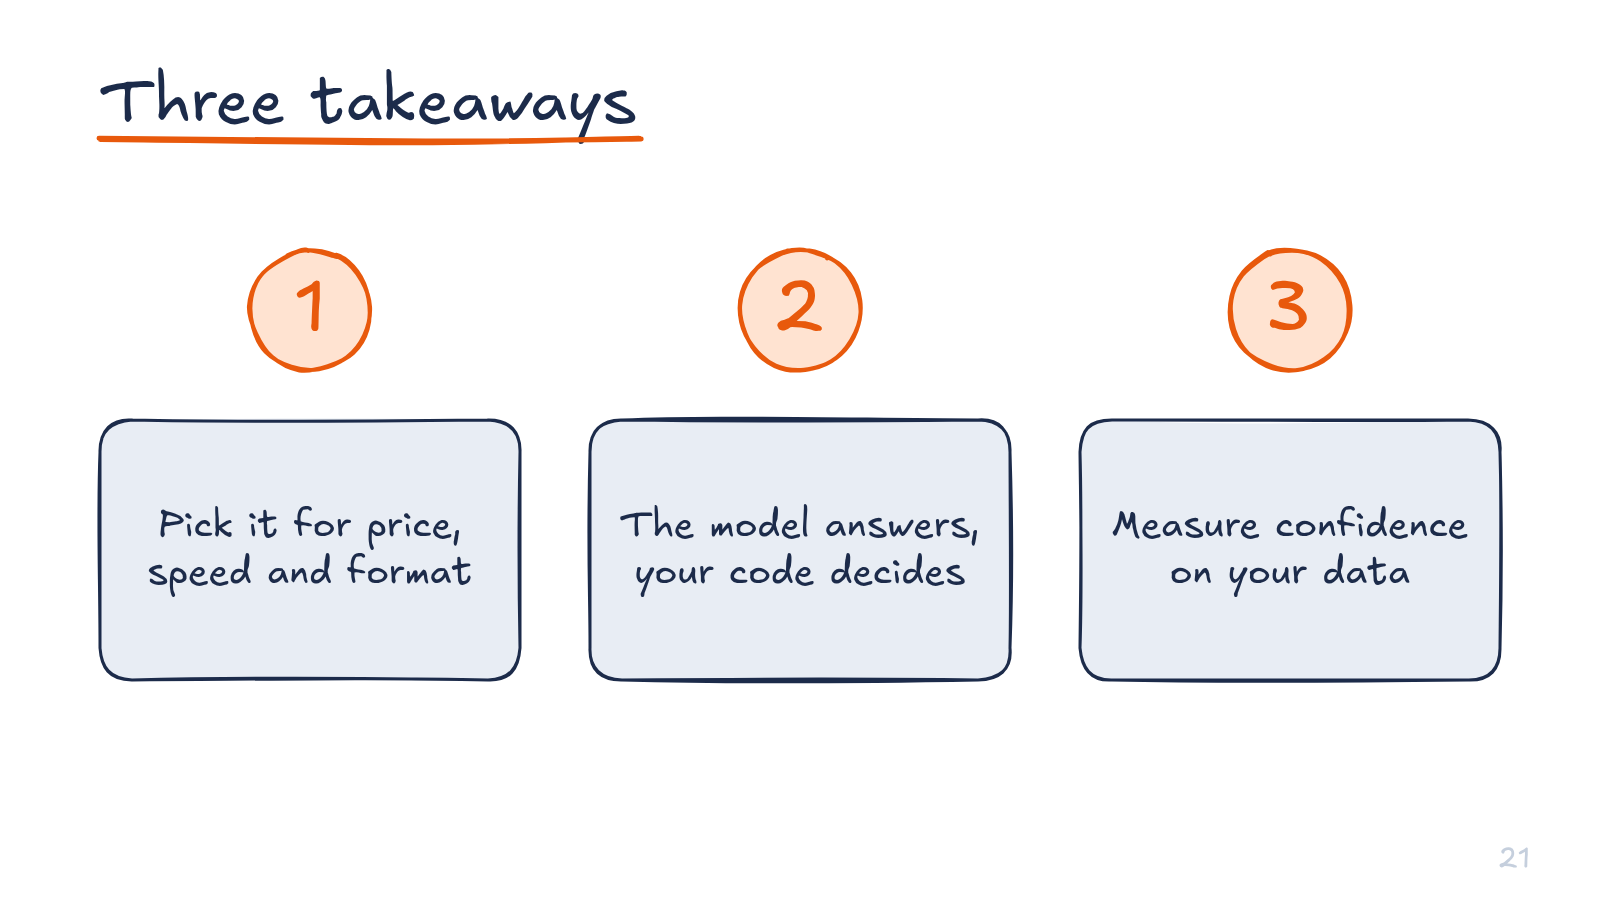 Three takeaways
1
2
3
Pick it for price,
speed and format
The model answers,
your code decides
Measure confidence
on your data
21